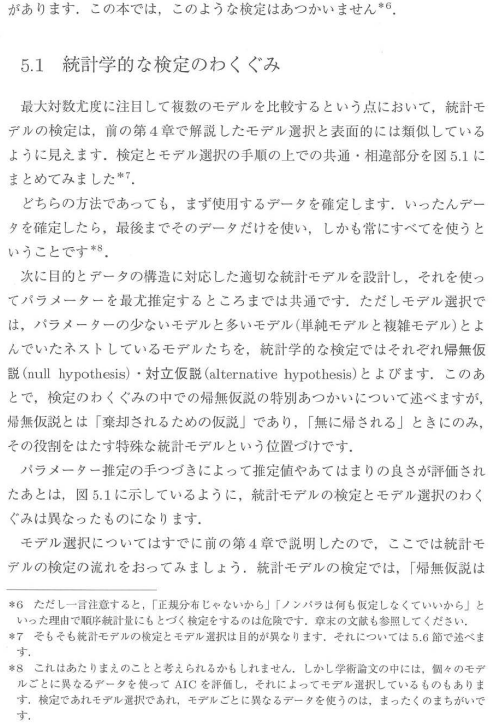 があります．この本では，このような検定はあつかいません*6．
5.1 統計学的な検定のわくぐみ
最大対数尤度に注目して複数のモデルを比較するという点において，統計モ
デルの検定は，前の第4章で解説したモデル選択と表面的には類似している
ように見えます．検定とモデル選択の手順の上での共通・相違部分を図5.1に
まとめてみました*7．
どちらの方法であっても，まず使用するデータを確定します．いったんデー
タを確定したら，最後までそのデータだけを使い，しかも常にすべてを使うと
いうことです*8．
次に目的とデータの構造に対応した適切な統計モデルを設計し，それを使っ
てパラメーターを最尤推定するところまでは共通です．ただしモデル選択で
は，パラメーターの少ないモデルと多いモデル(単純モデルと複雑モデル)とよ
んでいたネストしているモデルたちを，統計学的な検定ではそれぞれ帰無仮
説(null hypothesis)・対立仮説(alternative hypothesis)とよびます．このあ
とで，検定のわくぐみの中での帰無仮説の特別あつかいについて述べますが，
帰無仮説とは「棄却されるための仮説」であり，「無に帰される」ときにのみ，
その役割をはたす特殊な統計モデルという位置づけです．
パラメーター推定の手つづきによって推定値やあてはまりの良さが評価され
たあとは，図5.1に示しているように，統計モデルの検定とモデル選択のわく
ぐみは異なったものになります．
モデル選択についてはすでに前の第4章で説明したので，ここでは統計モ
デルの検定の流れをおってみましょう．統計モデルの検定では，「帰無仮説は
*6 ただし一言注意すると，「正規分布じゃないから」「ノンパラは何も仮定しなくていいから」と
いった理由で順序統計量にもとづく検定をするのは危険です．章末の文献も参照してください．
*7 そもそも統計モデルの検定とモデル選択は目的が異なります．それについては5.6節で述べま
す．
*8 これはあたりまえのことと考えられるかもしれません．しかし学術論文の中には，個々のモデ
ルごとに異なるデータを使って AIC を評価し，それによってモデル選択しているものもありま
す．検定であれモデル選択であれ，モデルごとに異なるデータを使うのは，まったくのまちがいで
す．